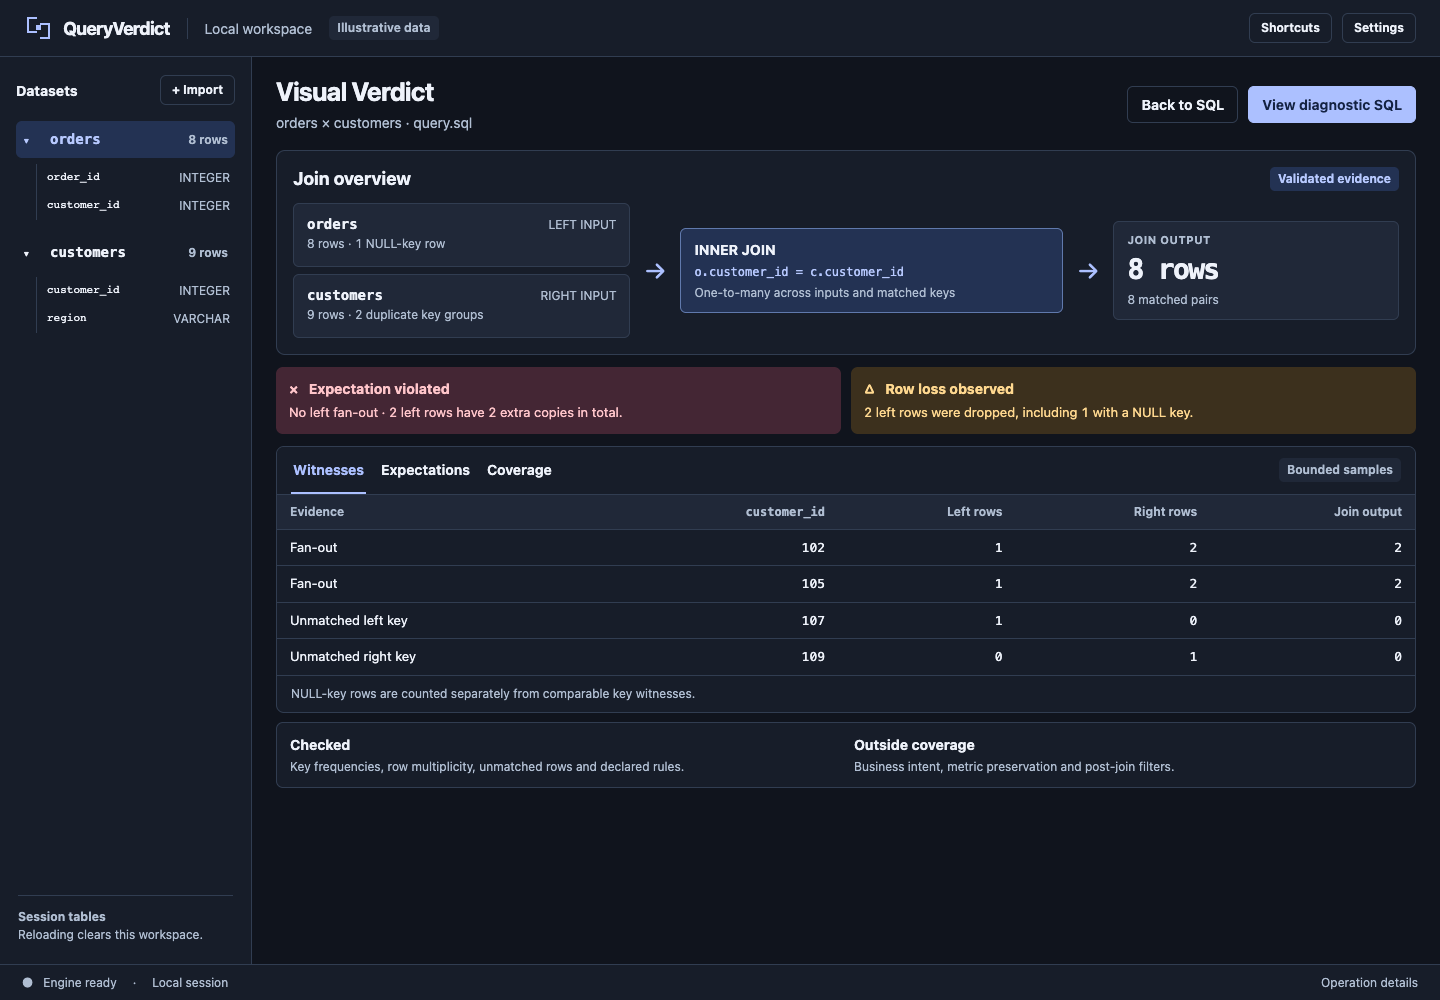 QueryVerdict
Local workspace
Illustrative data
Shortcuts
Settings
Datasets
+ Import
▾ orders 8 rows
order_id INTEGER
customer_id INTEGER
▾ customers 9 rows
customer_id INTEGER
region VARCHAR
Session tables
Reloading clears this workspace.
Visual Verdict
orders × customers · query.sql
Back to SQL
View diagnostic SQL
Join overview
Validated evidence
orders LEFT INPUT
8 rows · 1 NULL-key row
customers RIGHT INPUT
9 rows · 2 duplicate key groups
→
INNER JOIN
o.customer_id = c.customer_id
One-to-many across inputs and matched keys
→
JOIN OUTPUT
8 rows
8 matched pairs
× Expectation violated
No left fan-out · 2 left rows have 2 extra copies in total.
Δ Row loss observed
2 left rows were dropped, including 1 with a NULL key.
Witnesses Expectations Coverage
Bounded samples
Evidence customer_id Left rows Right rows Join output
Fan-out 102 1 2 2
Fan-out 105 1 2 2
Unmatched left key 107 1 0 0
Unmatched right key 109 0 1 0
NULL-key rows are counted separately from comparable key witnesses.
Checked
Key frequencies, row multiplicity, unmatched rows and declared rules.
Outside coverage
Business intent, metric preservation and post-join filters.
Engine ready · Local session
Operation details